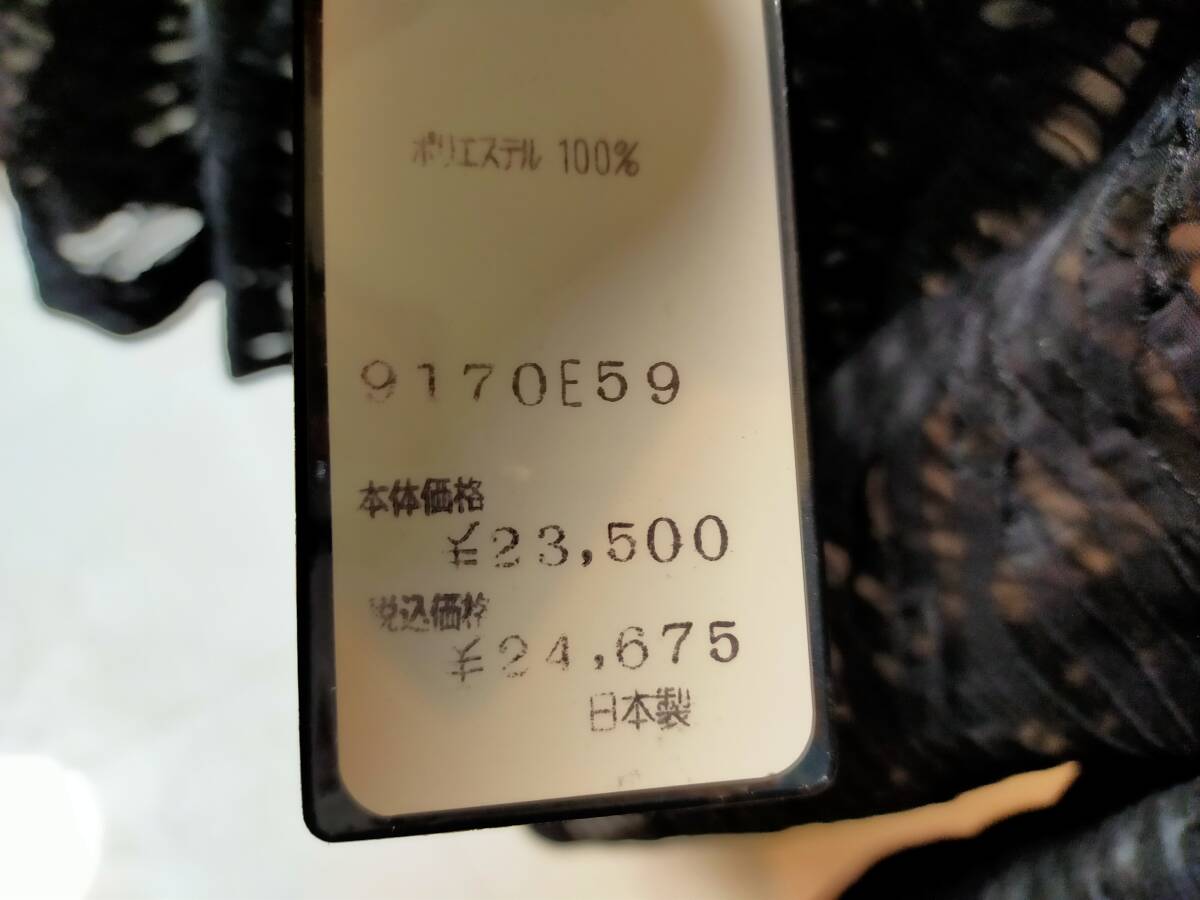 ポリエステル 100%
9170E59
本体価格
¥23,500
税込価格
¥24,675
日本製